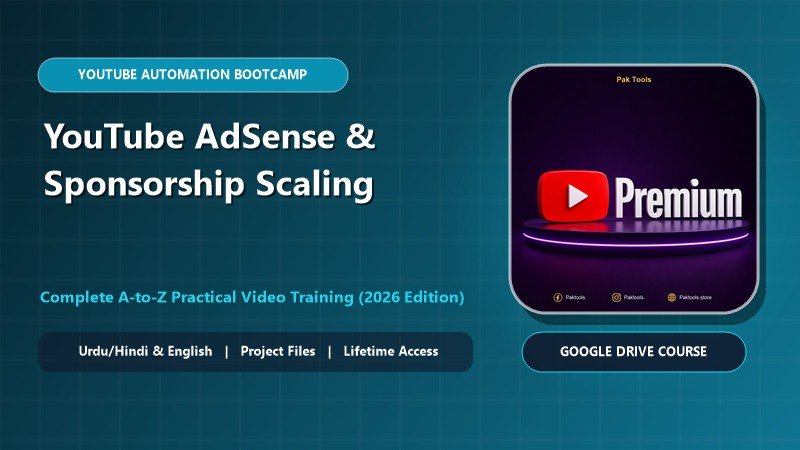 YOUTUBE AUTOMATION BOOTCAMP
YouTube AdSense &
Sponsorship Scaling
Complete A-to-Z Practical Video Training (2026 Edition)
Urdu/Hindi & English | Project Files | Lifetime Access
Pak Tools
Premium
Paktools Paktools Paktools.store
GOOGLE DRIVE COURSE